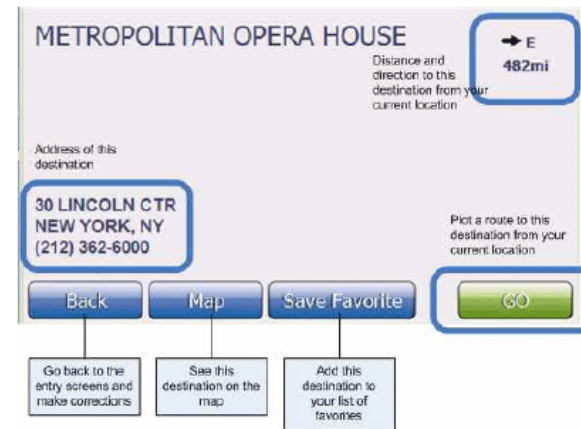 METROPOLITAN OPERA HOUSE
E
482mi
Distance and
direction to this
destination from your
current location
Address of this
destination
30 LINCOLN CTR
NEW YORK, NY
(212) 362-6000
Plot a route to this
destination from your
current location
Back
Map
Save Favorite
GO
Go back to the
entry screens and
make corrections
See this
destination on the
map
Add this
destination to
your list of
favorites